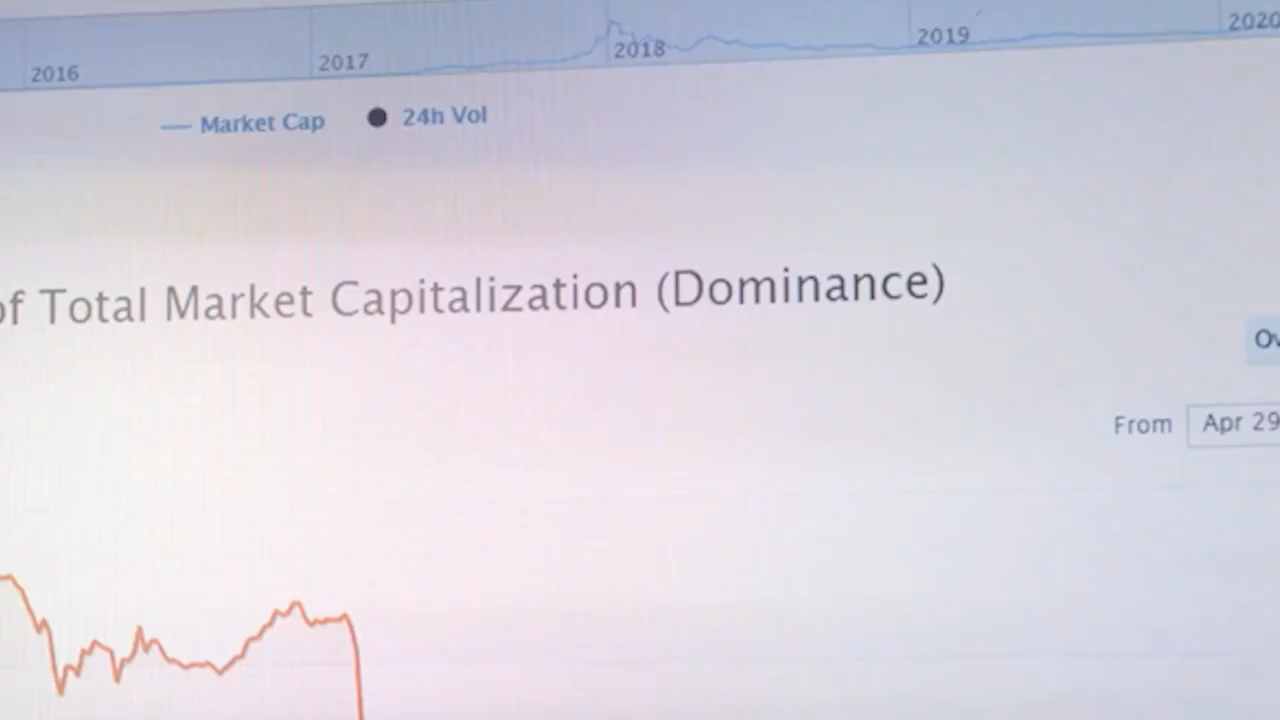 2016 2017 2018 2019 2020
Market Cap 24h Vol
of Total Market Capitalization (Dominance)
From Apr 29